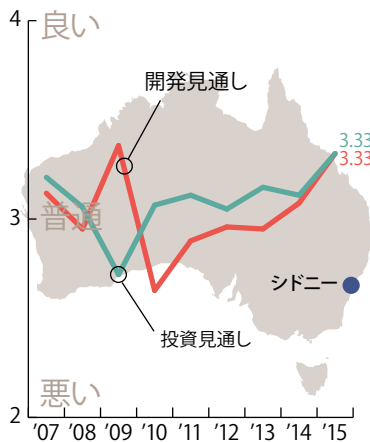 4
良い
開発見通し
3.33
3.33
3
普通
シドニー
投資見通し
悪い
2
'07 '08 '09 '10 '11 '12 '13 '14 '15